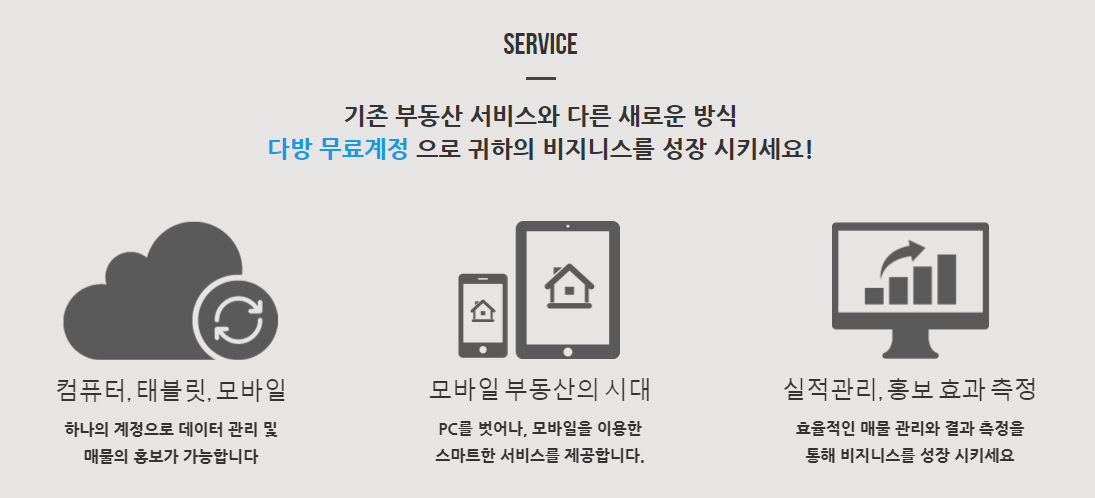 SERVICE
기존 부동산 서비스와 다른 새로운 방식
다방 무료계정 으로 귀하의 비지니스를 성장 시키세요!
컴퓨터, 태블릿, 모바일
하나의 계정으로 데이터 관리 및
매물의 홍보가 가능합니다
모바일 부동산의 시대
PC를 벗어나, 모바일을 이용한
스마트한 서비스를 제공합니다.
실적관리, 홍보 효과 측정
효율적인 매물 관리와 결과 측정을
통해 비지니스를 성장 시키세요